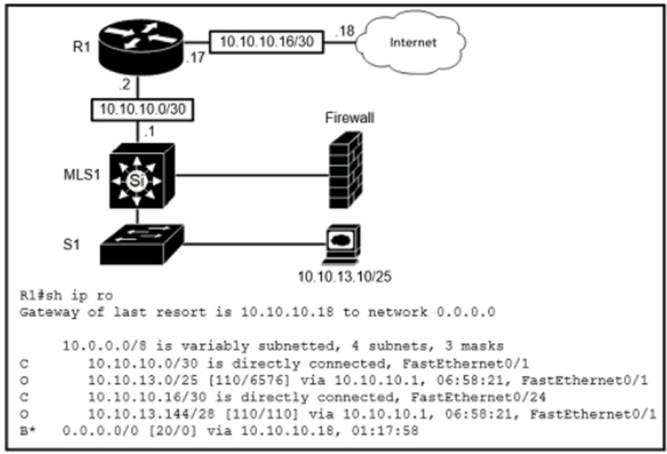 R1
.17
10.10.10.16/30
.18
Internet
.2
10.10.10.0/30
.1
Firewall
MLS1
Si
S1
10.10.13.10/25
R1#sh ip ro
Gateway of last resort is 10.10.10.18 to network 0.0.0.0
10.0.0.0/8 is variably subnetted, 4 subnets, 3 masks
C 10.10.10.0/30 is directly connected, FastEthernet0/1
O 10.10.13.0/25 [110/6576] via 10.10.10.1, 06:58:21, FastEthernet0/1
C 10.10.10.16/30 is directly connected, FastEthernet0/24
O 10.10.13.144/28 [110/110] via 10.10.10.1, 06:58:21, FastEthernet0/1
B* 0.0.0.0/0 [20/0] via 10.10.10.18, 01:17:58